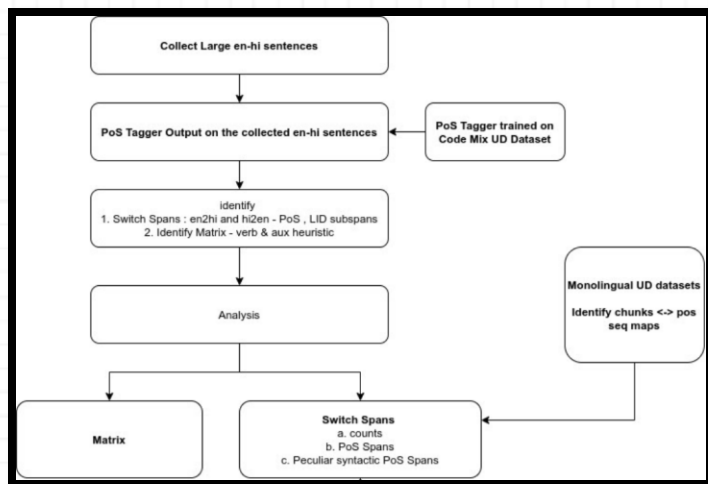 Collect Large en-hi sentences
PoS Tagger Output on the collected en-hi sentences
PoS Tagger trained on
Code Mix UD Dataset
identify
1. Switch Spans : en2hi and hi2en - PoS , LID subspans
2. Identify Matrix - verb & aux heuristic
Monolingual UD datasets
Identify chunks <-> pos
seq maps
Analysis
Matrix
Switch Spans
a. counts
b. PoS Spans
c. Peculiar syntactic PoS Spans